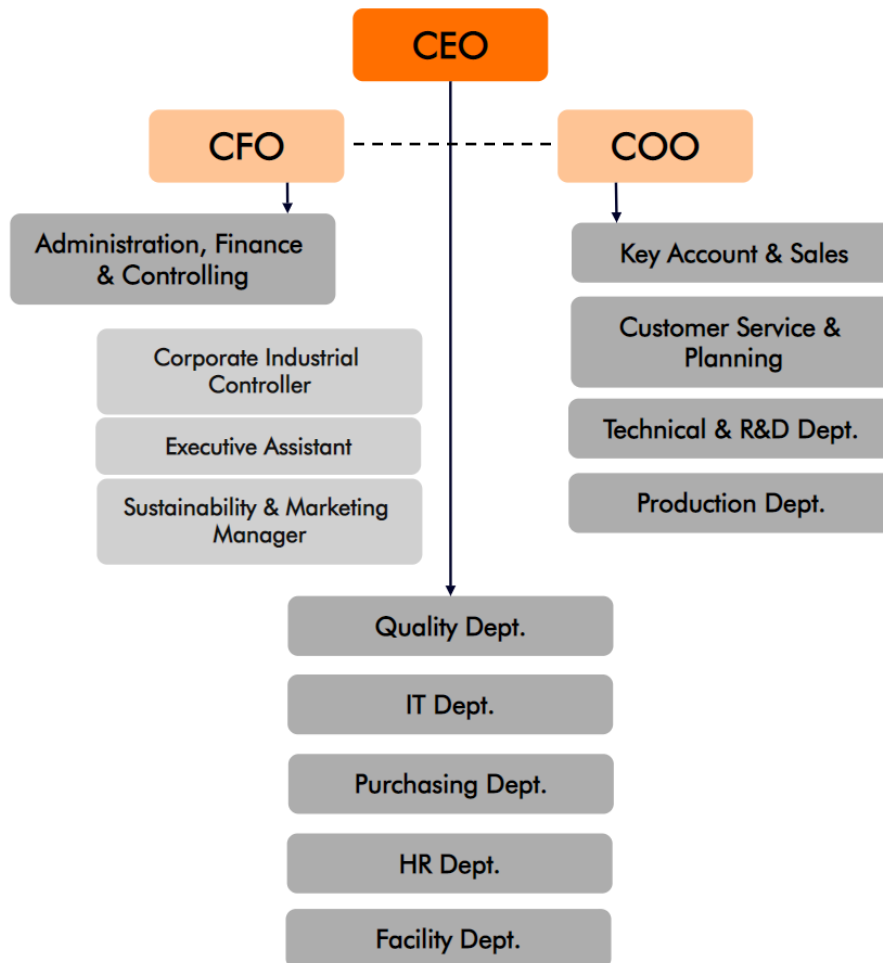 CEO
CFO
COO
Administration, Finance
& Controlling
Key Account & Sales
Corporate Industrial
Controller
Customer Service &
Planning
Executive Assistant
Technical & R&D Dept.
Sustainability & Marketing
Manager
Production Dept.
Quality Dept.
IT Dept.
Purchasing Dept.
HR Dept.
Facility Dept.